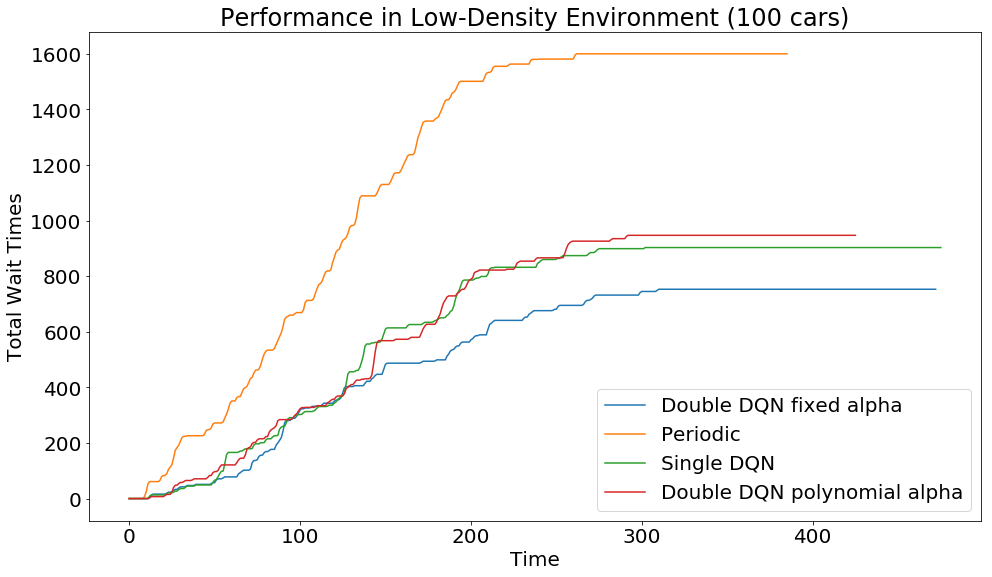 Performance in Low-Density Environment (100 cars)
Total Wait Times
1600
1400
1200
1000
800
600
400
200
0
Double DQN fixed alpha
Periodic
Single DQN
Double DQN polynomial alpha
0 100 200 300 400
Time